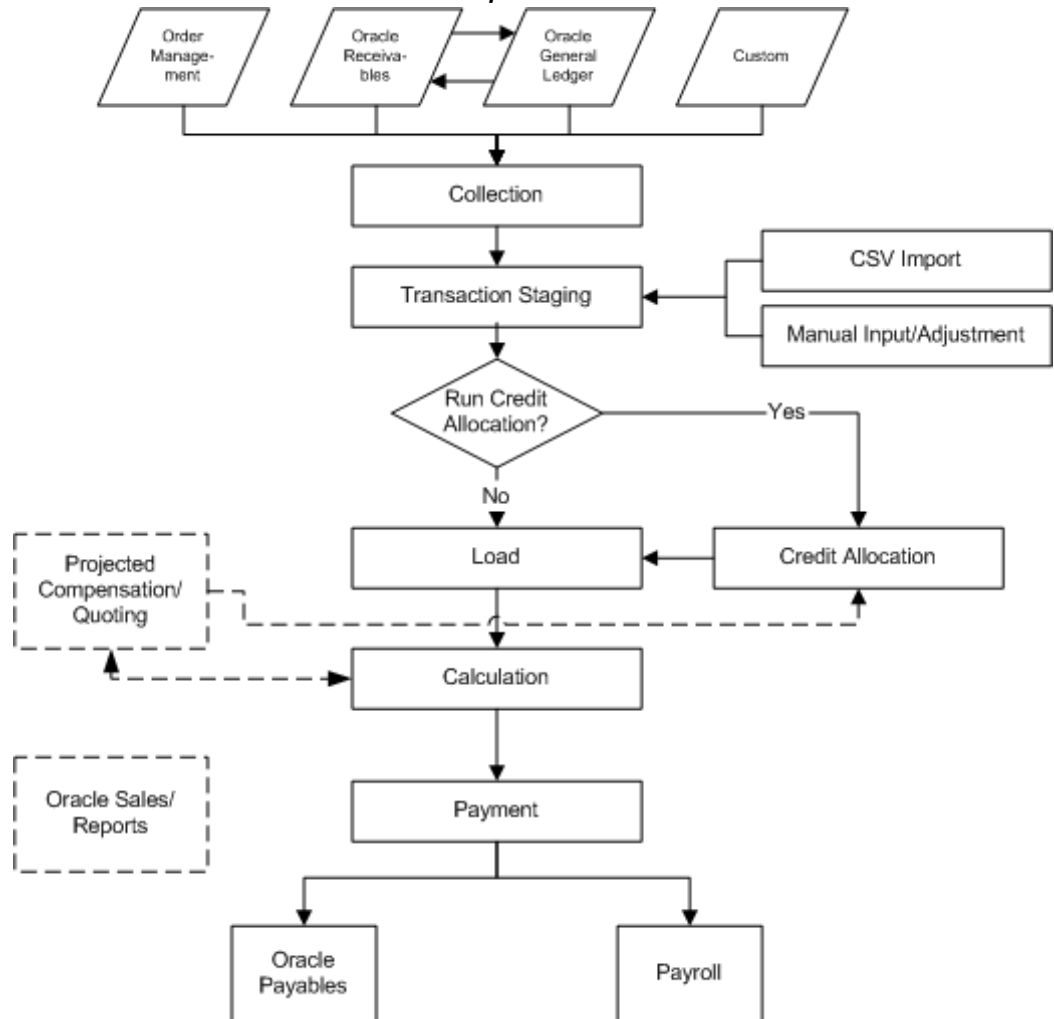 Order
Manage-
ment
Oracle
Receiva-
bles
Oracle
General
Ledger
Custom
Collection
CSV Import
Transaction Staging
Manual Input/Adjustment
Run Credit
Allocation?
Yes
No
Load
Credit Allocation
Projected
Compensation/
Quoting
Calculation
Oracle Sales/
Reports
Payment
Oracle
Payables
Payroll